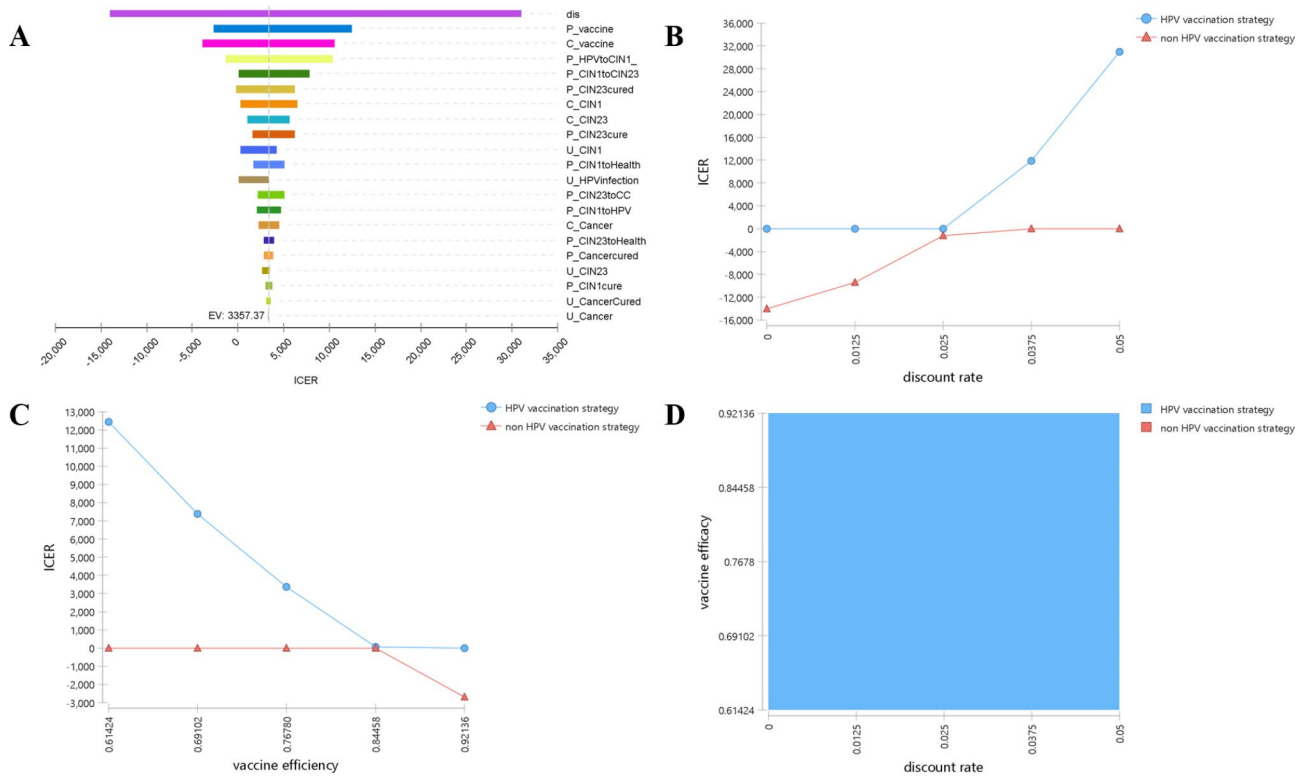 A
dis
P_vaccine
C_vaccine
P_HPVtoCIN1_
P_CIN1toCIN23
P_CIN23cured
C_CIN1
C_CIN23
P_CIN23cure
U_CIN1
P_CIN1toHealth
U_HPVinfection
P_CIN23toCC
P_CIN1toHPV
C_Cancer
P_CIN23toHealth
P_Cancercured
U_CIN23
P_CIN1cure
U_CancerCured
EV: 3357.37
U_Cancer
-20,000 -15,000 -10,000 -5,000 0 5,000 10,000 15,000 20,000 25,000 30,000 35,000
ICER
B
HPV vaccination strategy
non HPV vaccination strategy
ICER
36,000
32,000
28,000
24,000
20,000
16,000
12,000
8,000
4,000
0
-4,000
-8,000
-12,000
-16,000
0 0.0125 0.025 0.0375 0.05
discount rate
C
HPV vaccination strategy
non HPV vaccination strategy
ICER
13,000
12,000
11,000
10,000
9,000
8,000
7,000
6,000
5,000
4,000
3,000
2,000
1,000
0
-1,000
-2,000
-3,000
0.61424 0.69102 0.76780 0.84458 0.92136
vaccine efficiency
D
HPV vaccination strategy
non HPV vaccination strategy
vaccine efficacy
0.92136
0.84458
0.7678
0.69102
0.61424
0 0.0125 0.025 0.0375 0.05
discount rate